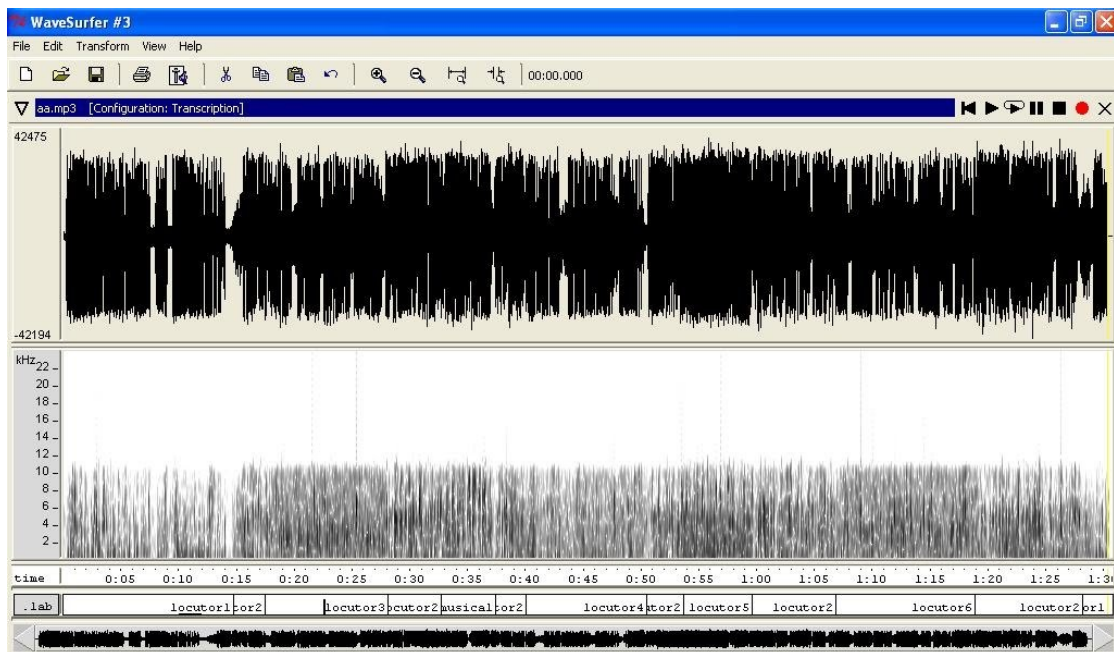 WaveSurfer #3
File Edit Transform View Help
00:00.000
aa.mp3 [Configuration: Transcription]
42475
-42194
kHz
22
20
18
16
14
12
10
8
6
4
2
time 0:05 0:10 0:15 0:20 0:25 0:30 0:35 0:40 0:45 0:50 0:55 1:00 1:05 1:10 1:15 1:20 1:25 1:3
.lab locutor1 tor2 locutor3 ocutor2 musical tor2 locutor4 utor2 locutor5 locutor2 locutor6 locutor2 or1